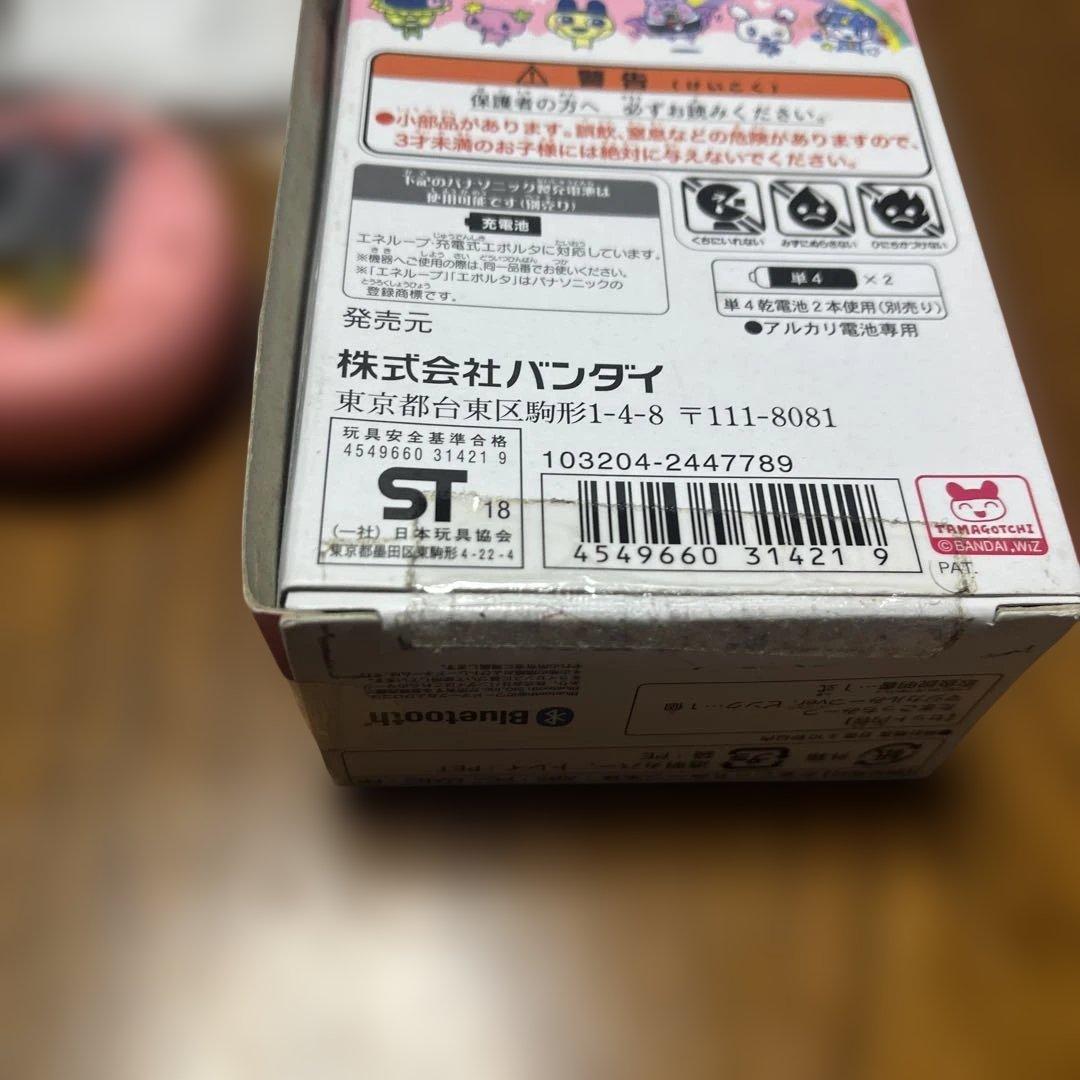 警告 (けいこく)
保護者の方へ 必ずお読みください。
●小部品があります。誤飲、窒息などの危険がありますので、
3才未満のお子様には絶対に与えないでください。
下記のパナソニック製充電池は
使用可能です(別売り)
充電池
エネループ・充電式エボルタに対応しています。
※機器へご使用の際は、同一品番でお使いください。
※「エネループ」「エボルタ」はパナソニックの
登録商標です。
くちにいれない みずにぬらさない ひにちかづけない
単4 ×2
単4乾電池2本使用(別売り)
●アルカリ電池専用
発売元
株式会社バンダイ
東京都台東区駒形1-4-8 〒111-8081
玩具安全基準合格
4549660 31421 9
ST 18
(一社) 日本玩具協会
東京都墨田区東駒形4-22-4
103204-2447789
4549660 314219
TAMAGOTCHI
©BANDAI,WiZ
PAT.
Bluetooth